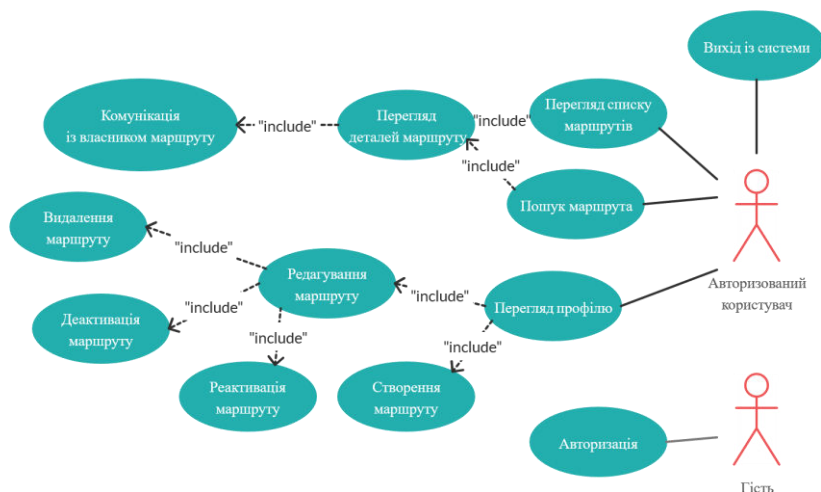 Вихід із системи
Комунікація
із власником маршруту
"include"
Перегляд
деталей маршруту
"include"
Перегляд списку
маршрутів
"include"
Пошук маршрута
Видалення
маршруту
"include"
Редагування
маршруту
"include"
Перегляд профілю
Авторизований
користувач
Деактивація
маршруту
"include"
"include"
"include"
Реактивація
маршруту
Створення
маршруту
Авторизація
Гість